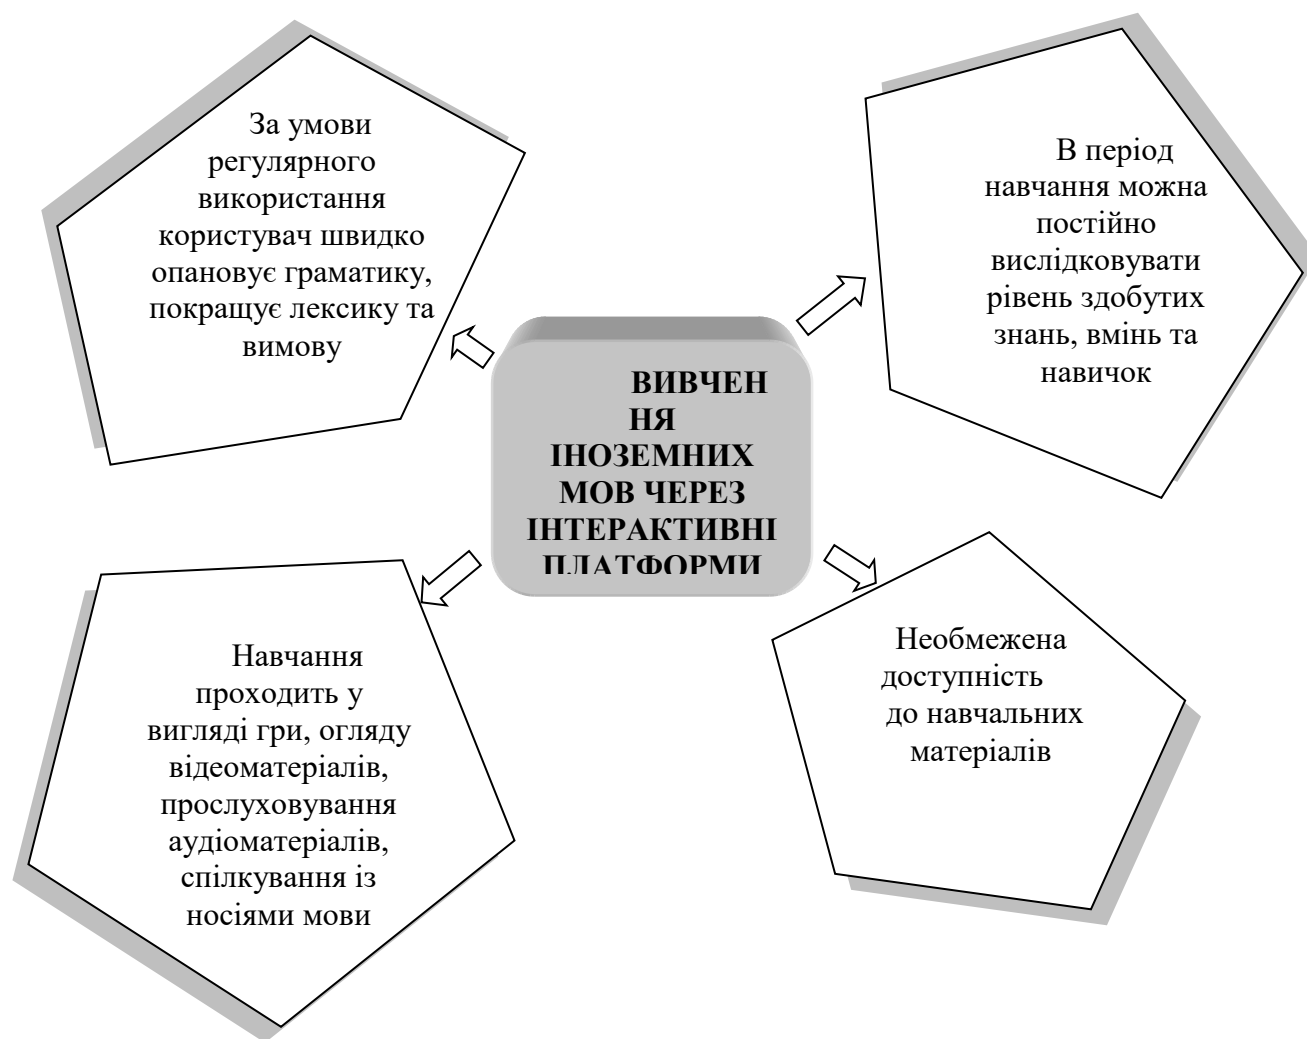 За умови
регулярного
використання
користувач швидко
опановує граматику,
покращує лексику та
вимову
В період
навчання можна
постійно
вислідковувати
рівень здобутих
знань, вмінь та
навичок
ВИВЧЕН
НЯ
ІНОЗЕМНИХ
МОВ ЧЕРЕЗ
ІНТЕРАКТИВНІ
ПЛАТФОРМИ
Навчання
проходить у
вигляді гри, огляду
відеоматеріалів,
прослуховування
аудіоматеріалів,
спілкування із
носіями мови
Необмежена
доступність
до навчальних
матеріалів